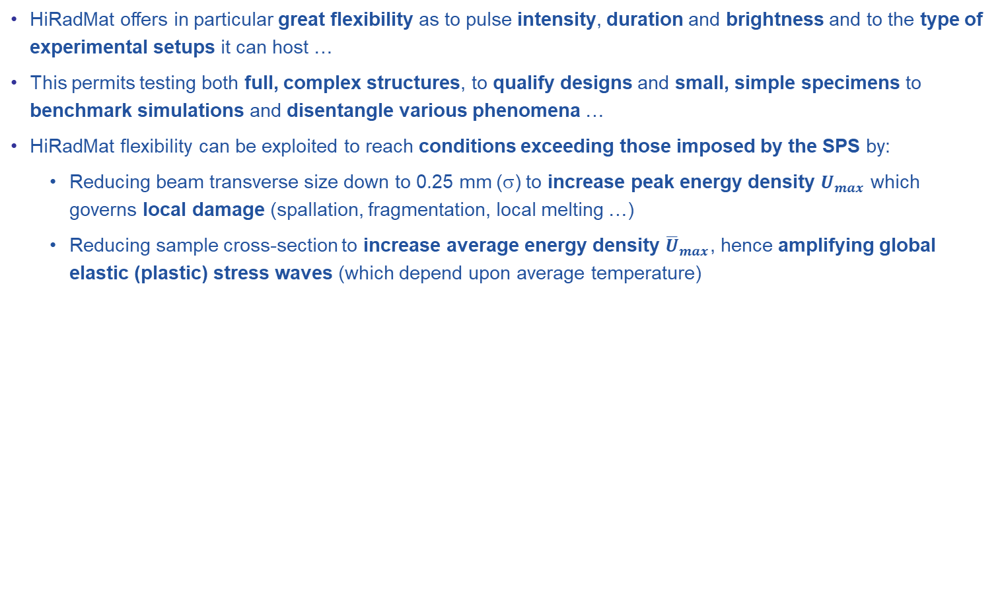 • HiRadMat offers in particular great flexibility as to pulse intensity, duration and brightness and to the type of
experimental setups it can host …
• This permits testing both full, complex structures, to qualify designs and small, simple specimens to
benchmark simulations and disentangle various phenomena …
• HiRadMat flexibility can be exploited to reach conditions exceeding those imposed by the SPS by:
• Reducing beam transverse size down to 0.25 mm (σ) to increase peak energy density U_max which
governs local damage (spallation, fragmentation, local melting …)
• Reducing sample cross-section to increase average energy density Ū_max, hence amplifying global
elastic (plastic) stress waves (which depend upon average temperature)